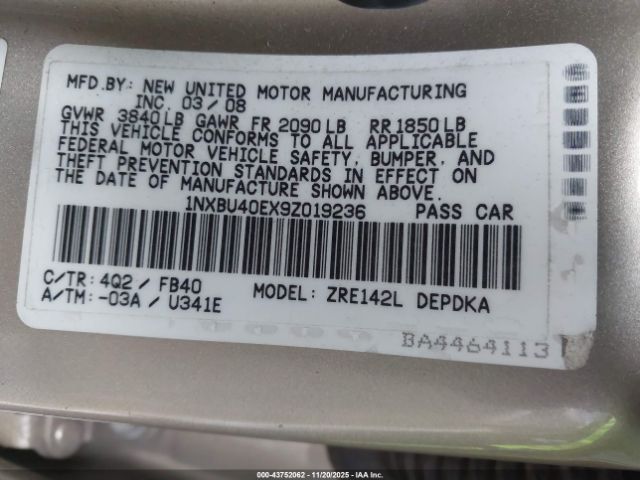 MFD.BY: NEW UNITED MOTOR MANUFACTURING
INC. 03/08
GVWR 3840LB GAWR FR 2090LB RR1850LB
THIS VEHICLE CONFORMS TO ALL APPLICABLE
FEDERAL MOTOR VEHICLE SAFETY, BUMPER, AND
THEFT PREVENTION STANDARDS IN EFFECT ON
THE DATE OF MANUFACTURE SHOWN ABOVE.
1NXBU40EX9Z019236 PASS CAR
C/TR: 4Q2 / FB40
A/TM: -03A / U341E
MODEL: ZRE142L DEPDKA
BA4464113
000-43752062 - 11/20/2025 - IAA Inc.